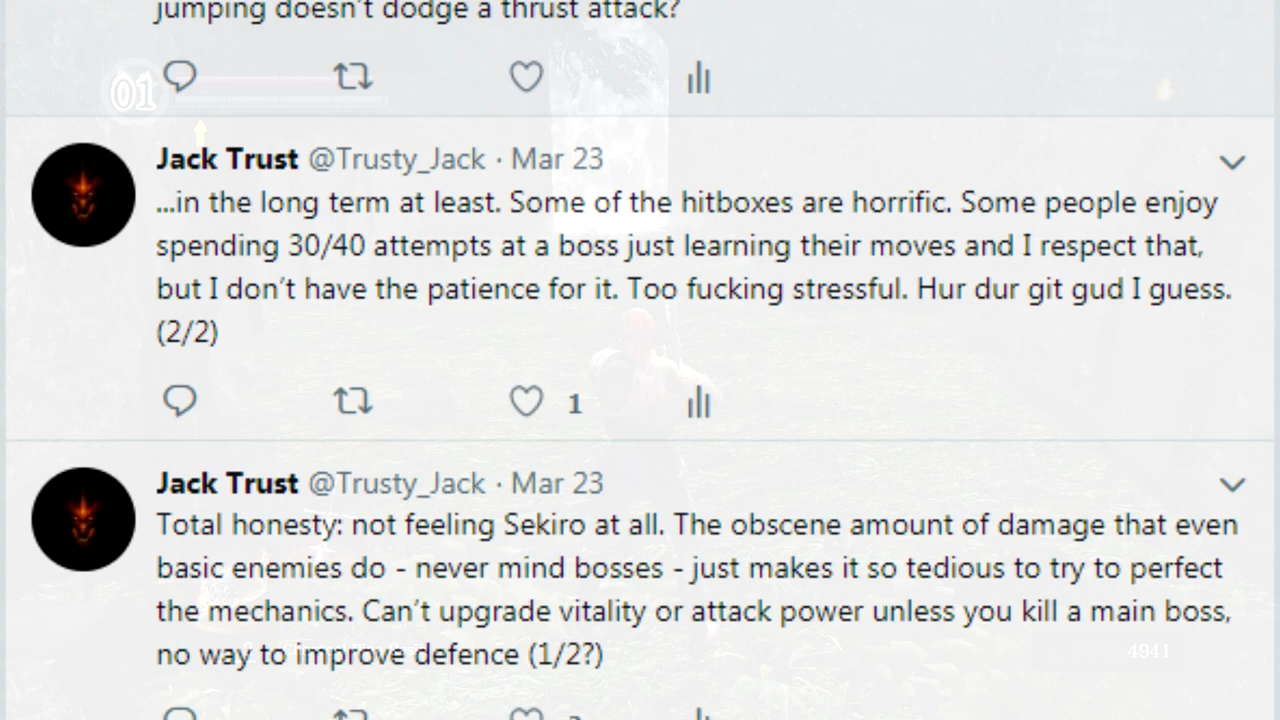 jumping doesn't dodge a thrust attack?
01
Jack Trust @Trusty_Jack · Mar 23
...in the long term at least. Some of the hitboxes are horrific. Some people enjoy
spending 30/40 attempts at a boss just learning their moves and I respect that,
but I don't have the patience for it. Too fucking stressful. Hur dur git gud I guess.
(2/2)
1
Jack Trust @Trusty_Jack · Mar 23
Total honesty: not feeling Sekiro at all. The obscene amount of damage that even
basic enemies do - never mind bosses - just makes it so tedious to try to perfect
the mechanics. Can't upgrade vitality or attack power unless you kill a main boss,
no way to improve defence (1/2?)
4941